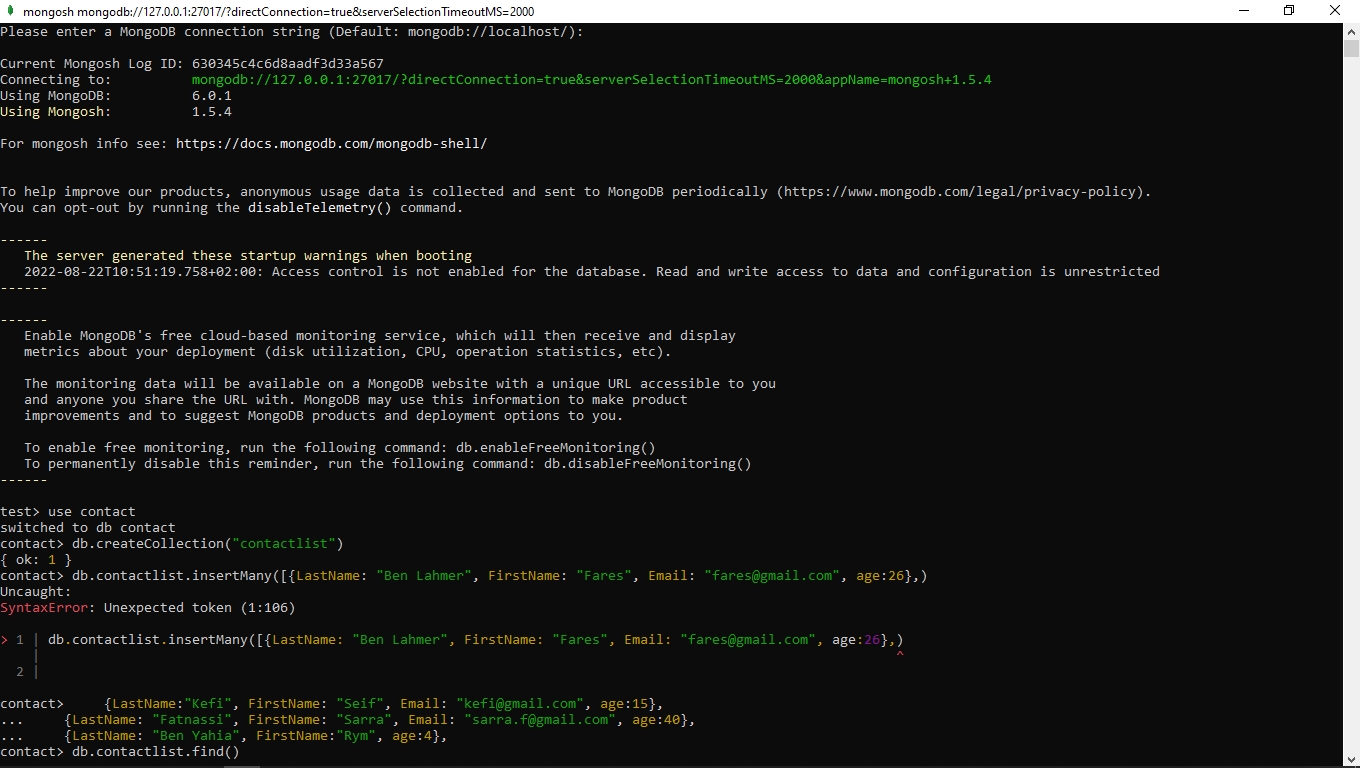 mongosh mongodb://127.0.0.1:27017/?directConnection=true&serverSelectionTimeoutMS=2000
Please enter a MongoDB connection string (Default: mongodb://localhost/):
Current Mongosh Log ID: 630345c4c6d8aadf3d33a567
Connecting to:          mongodb://127.0.0.1:27017/?directConnection=true&serverSelectionTimeoutMS=2000&appName=mongosh+1.5.4
Using MongoDB:          6.0.1
Using Mongosh:          1.5.4
For mongosh info see: https://docs.mongodb.com/mongodb-shell/
To help improve our products, anonymous usage data is collected and sent to MongoDB periodically (https://www.mongodb.com/legal/privacy-policy).
You can opt-out by running the disableTelemetry() command.
------
   The server generated these startup warnings when booting
   2022-08-22T10:51:19.758+02:00: Access control is not enabled for the database. Read and write access to data and configuration is unrestricted
------
------
   Enable MongoDB's free cloud-based monitoring service, which will then receive and display
   metrics about your deployment (disk utilization, CPU, operation statistics, etc).
   The monitoring data will be available on a MongoDB website with a unique URL accessible to you
   and anyone you share the URL with. MongoDB may use this information to make product
   improvements and to suggest MongoDB products and deployment options to you.
   To enable free monitoring, run the following command: db.enableFreeMonitoring()
   To permanently disable this reminder, run the following command: db.disableFreeMonitoring()
------
test> use contact
switched to db contact
contact> db.createCollection("contactlist")
{ ok: 1 }
contact> db.contactlist.insertMany([{LastName: "Ben Lahmer", FirstName: "Fares", Email: "fares@gmail.com", age:26},)
Uncaught:
SyntaxError: Unexpected token (1:106)
> 1 | db.contactlist.insertMany([{LastName: "Ben Lahmer", FirstName: "Fares", Email: "fares@gmail.com", age:26},)
    |                                                                                                           ^
  2 |
contact>     {LastName:"Kefi", FirstName: "Seif", Email: "kefi@gmail.com", age:15},
...     {LastName: "Fatnassi", FirstName: "Sarra", Email: "sarra.f@gmail.com", age:40},
...     {LastName: "Ben Yahia", FirstName:"Rym", age:4},
contact> db.contactlist.find()